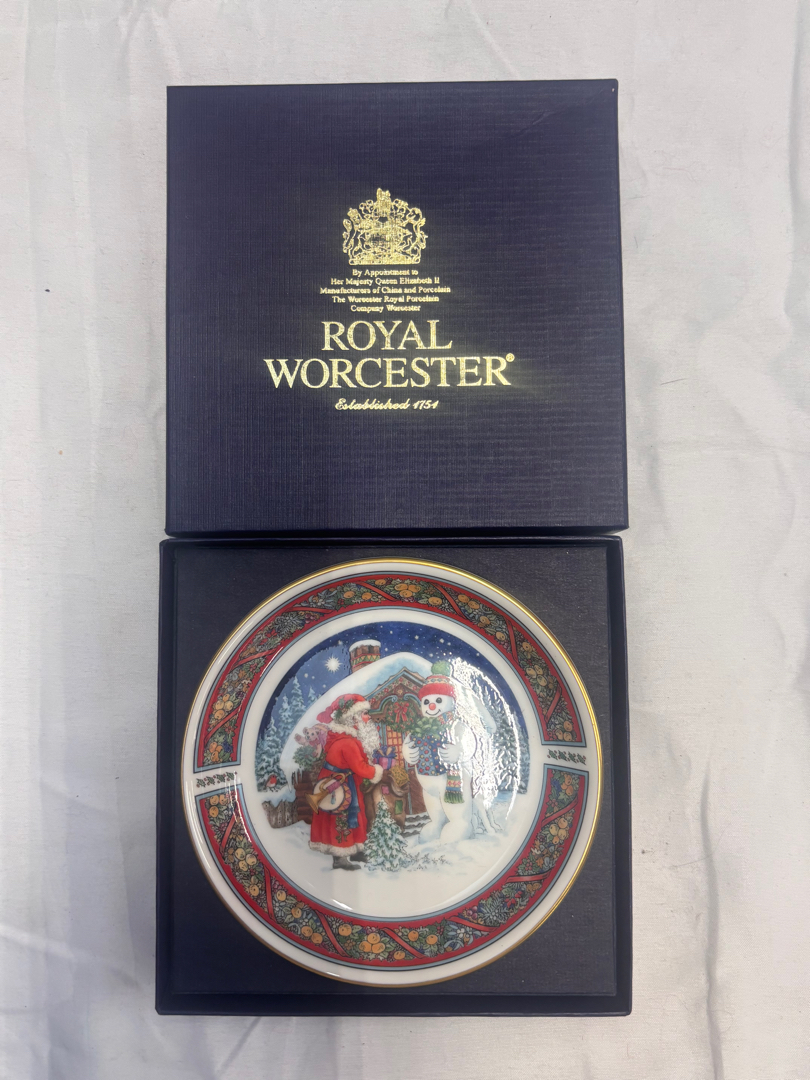 By Appointment to
Her Majesty Queen Elizabeth II
Manufacturers of China and Porcelain
The Worcester Royal Porcelain
Company Worcester
ROYAL
WORCESTER®
Established 1751